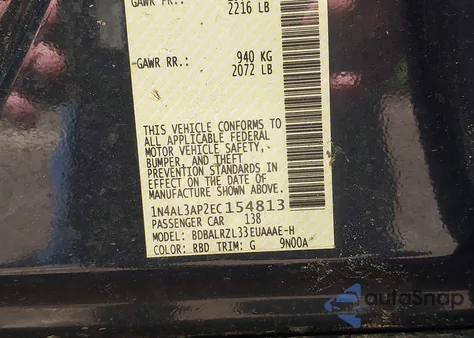 GAWR FR.:
2216 LB
GAWR RR.: 940 KG
2072 LB
THIS VEHICLE CONFORMS TO
ALL APPLICABLE FEDERAL
MOTOR VEHICLE SAFETY,
BUMPER, AND THEFT
PREVENTION STANDARDS IN
EFFECT ON THE DATE OF
MANUFACTURE SHOWN ABOVE.
1N4AL3AP2EC154813
PASSENGER CAR 138
MODEL: BDBALRZL33EUAAAE-H
COLOR: RBD TRIM: G 9N00A
autoSnap